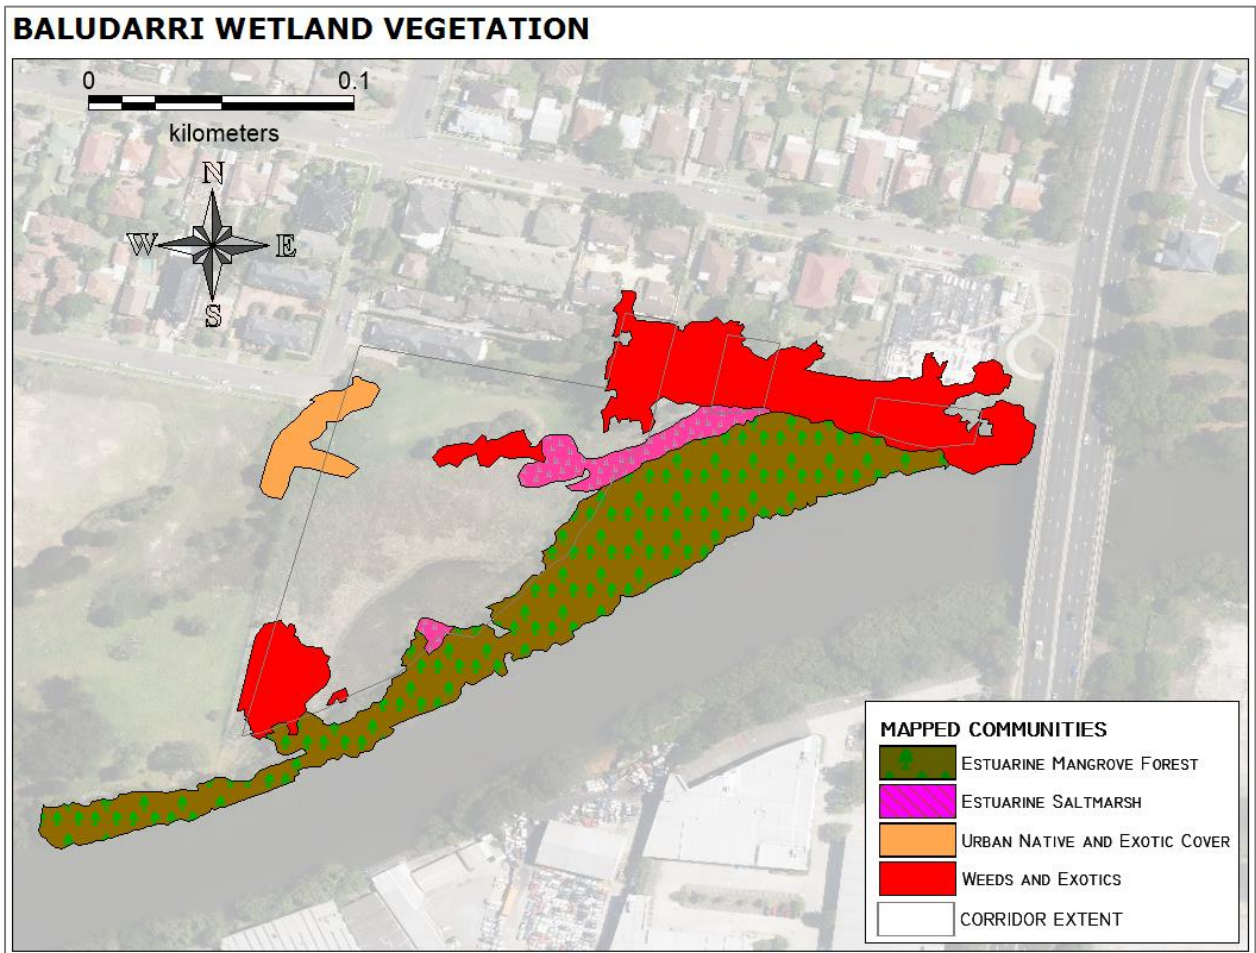 BALUDARRI WETLAND VEGETATION
0 0.1
kilometers
N
W E
S
MAPPED COMMUNITIES
ESTUARINE MANGROVE FOREST
ESTUARINE SALTMARSH
URBAN NATIVE AND EXOTIC COVER
WEEDS AND EXOTICS
CORRIDOR EXTENT